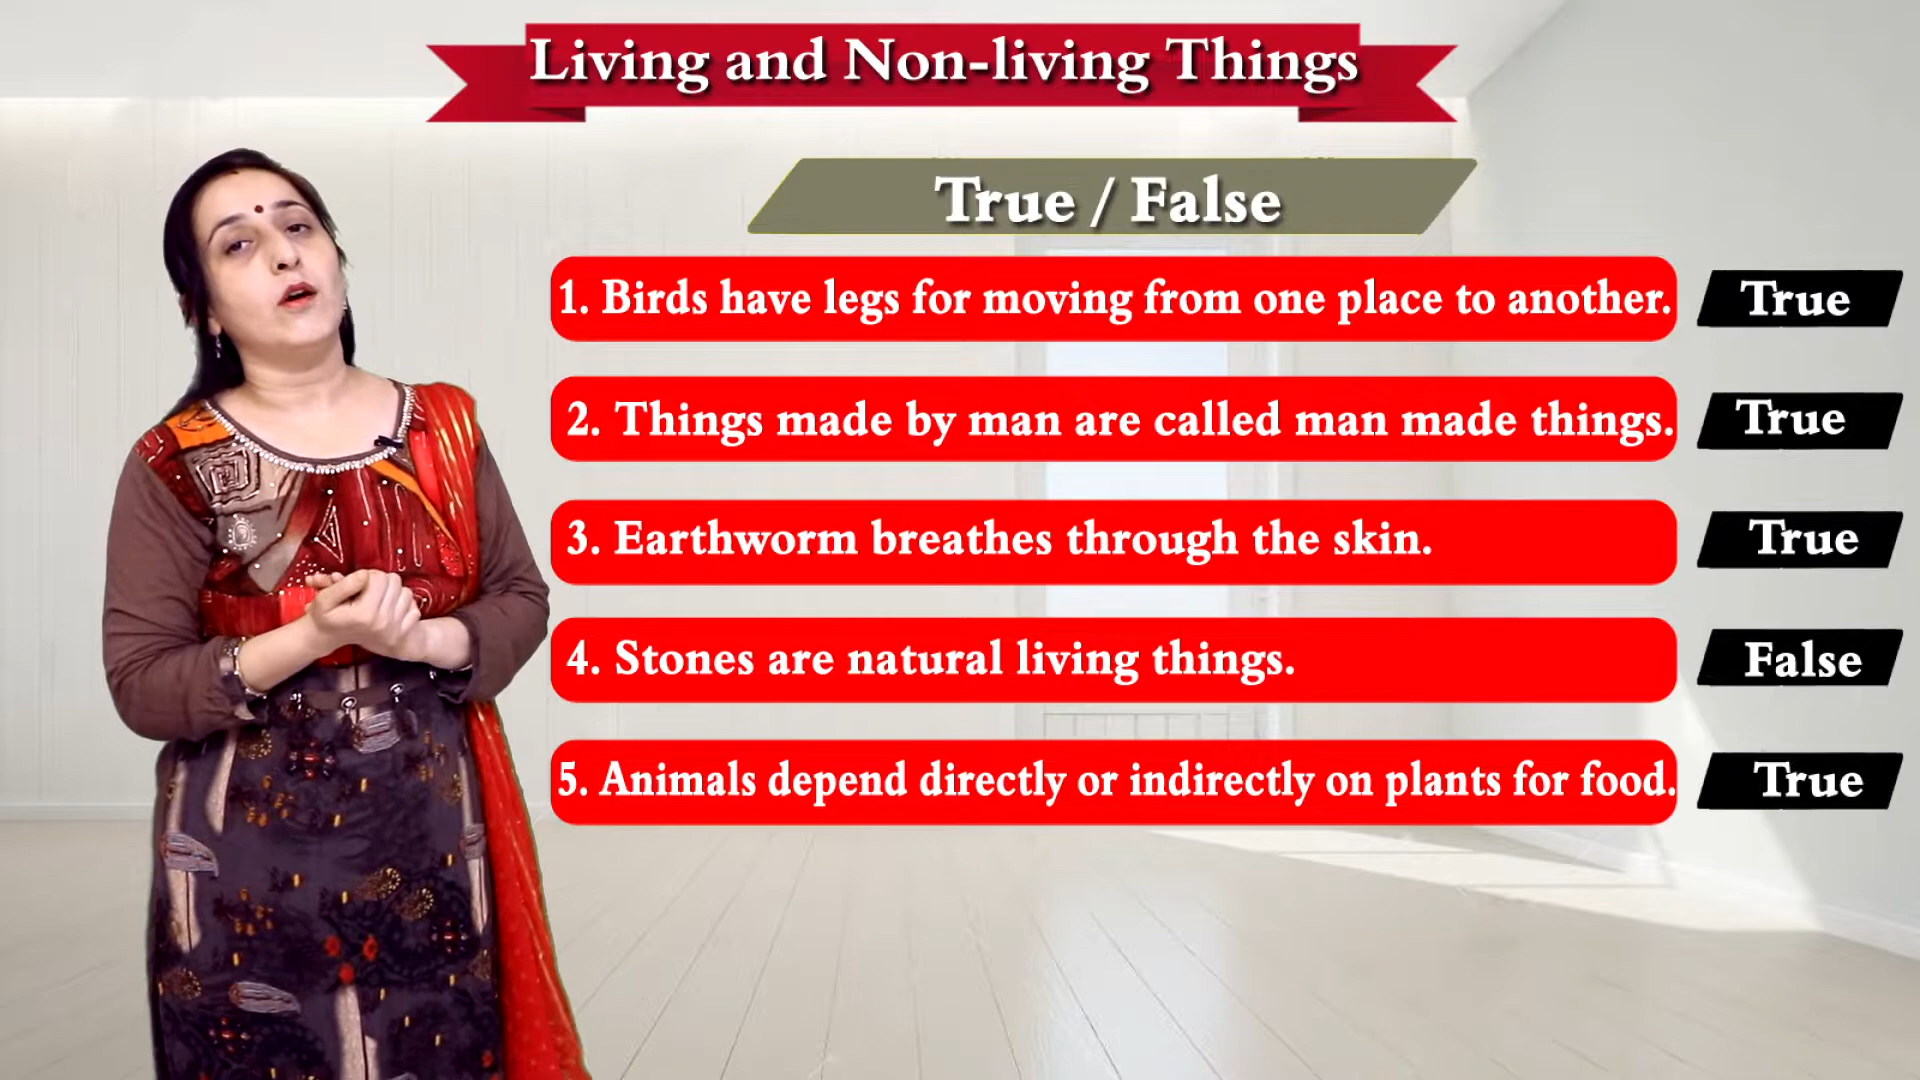 Living and Non-living Things
True / False
1. Birds have legs for moving from one place to another. True
2. Things made by man are called man made things. True
3. Earthworm breathes through the skin. True
4. Stones are natural living things. False
5. Animals depend directly or indirectly on plants for food. True